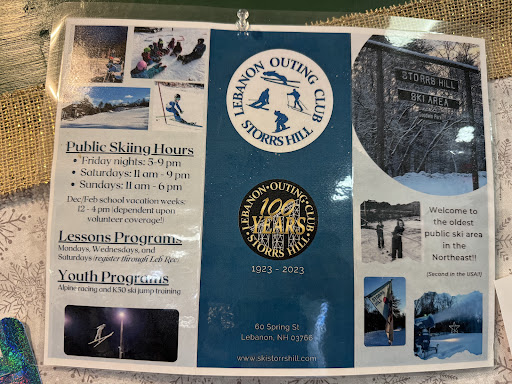 Public Skiing Hours
• Friday nights: 5-9 pm
• Saturdays: 11 am - 9 pm
• Sundays: 11 am - 6 pm
Dec/Feb school vacation weeks:
12 - 4 pm (dependent upon
volunteer coverage!)
Lessons Programs
Mondays, Wednesdays, and
Saturdays (register through Leb Rec)
Youth Programs
Alpine racing and K50 ski jump training
LEBANON OUTING CLUB
STORRS HILL
LEBANON • OUTING • CLUB
100
YEARS
STORRS HILL
1923 - 2023
60 Spring St
Lebanon, NH 03766
www.skistorrshill.com
STORRS HILL
SKI AREA
Welcome to
the oldest
public ski area
in the
Northeast!!
(Second in the USA!)